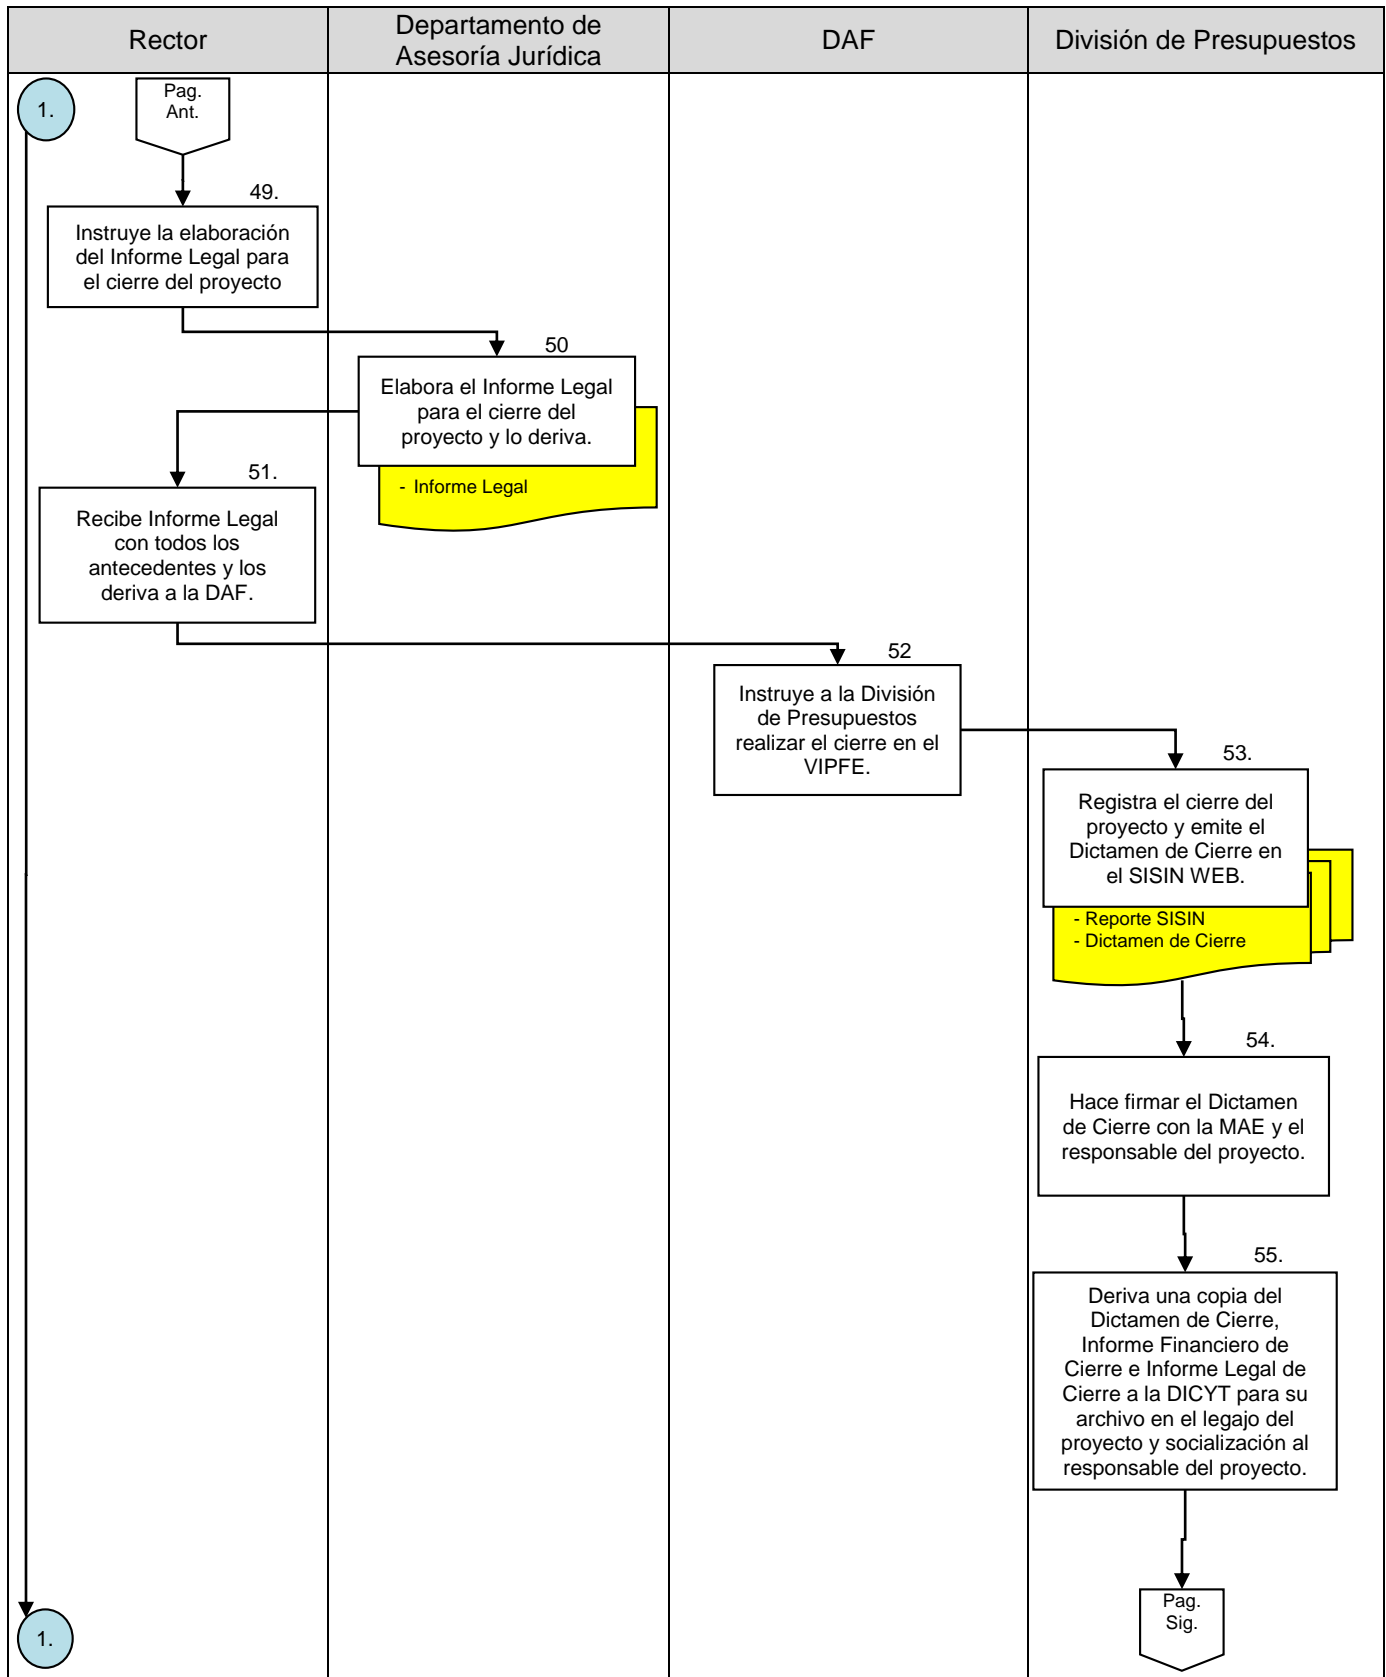 Rector
Departamento de
Asesoría Jurídica
DAF
División de Presupuestos
1.
Pag.
Ant.
49.
Instruye la elaboración
del Informe Legal para
el cierre del proyecto
50
Elabora el Informe Legal
para el cierre del
proyecto y lo deriva.
- Informe Legal
51.
Recibe Informe Legal
con todos los
antecedentes y los
deriva a la DAF.
52
Instruye a la División
de Presupuestos
realizar el cierre en el
VIPFE.
53.
Registra el cierre del
proyecto y emite el
Dictamen de Cierre en
el SISIN WEB.
- Reporte SISIN
- Dictamen de Cierre
54.
Hace firmar el Dictamen
de Cierre con la MAE y el
responsable del proyecto.
55.
Deriva una copia del
Dictamen de Cierre,
Informe Financiero de
Cierre e Informe Legal de
Cierre a la DICYT para su
archivo en el legajo del
proyecto y socialización al
responsable del proyecto.
Pag.
Sig.
1.